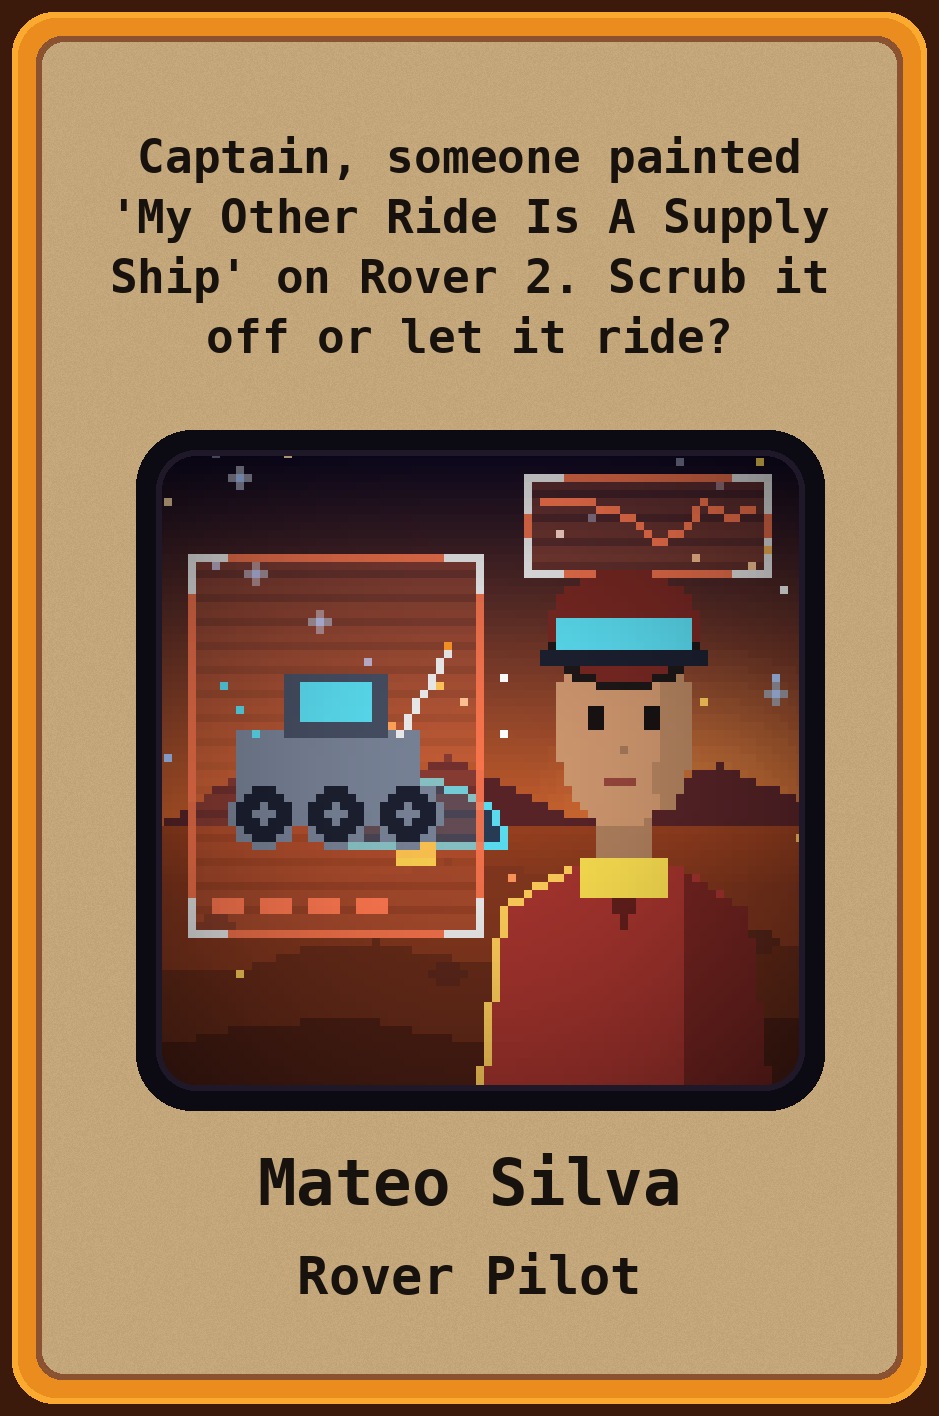 Captain, someone painted
'My Other Ride Is A Supply
Ship' on Rover 2. Scrub it
off or let it ride?
Mateo Silva
Rover Pilot